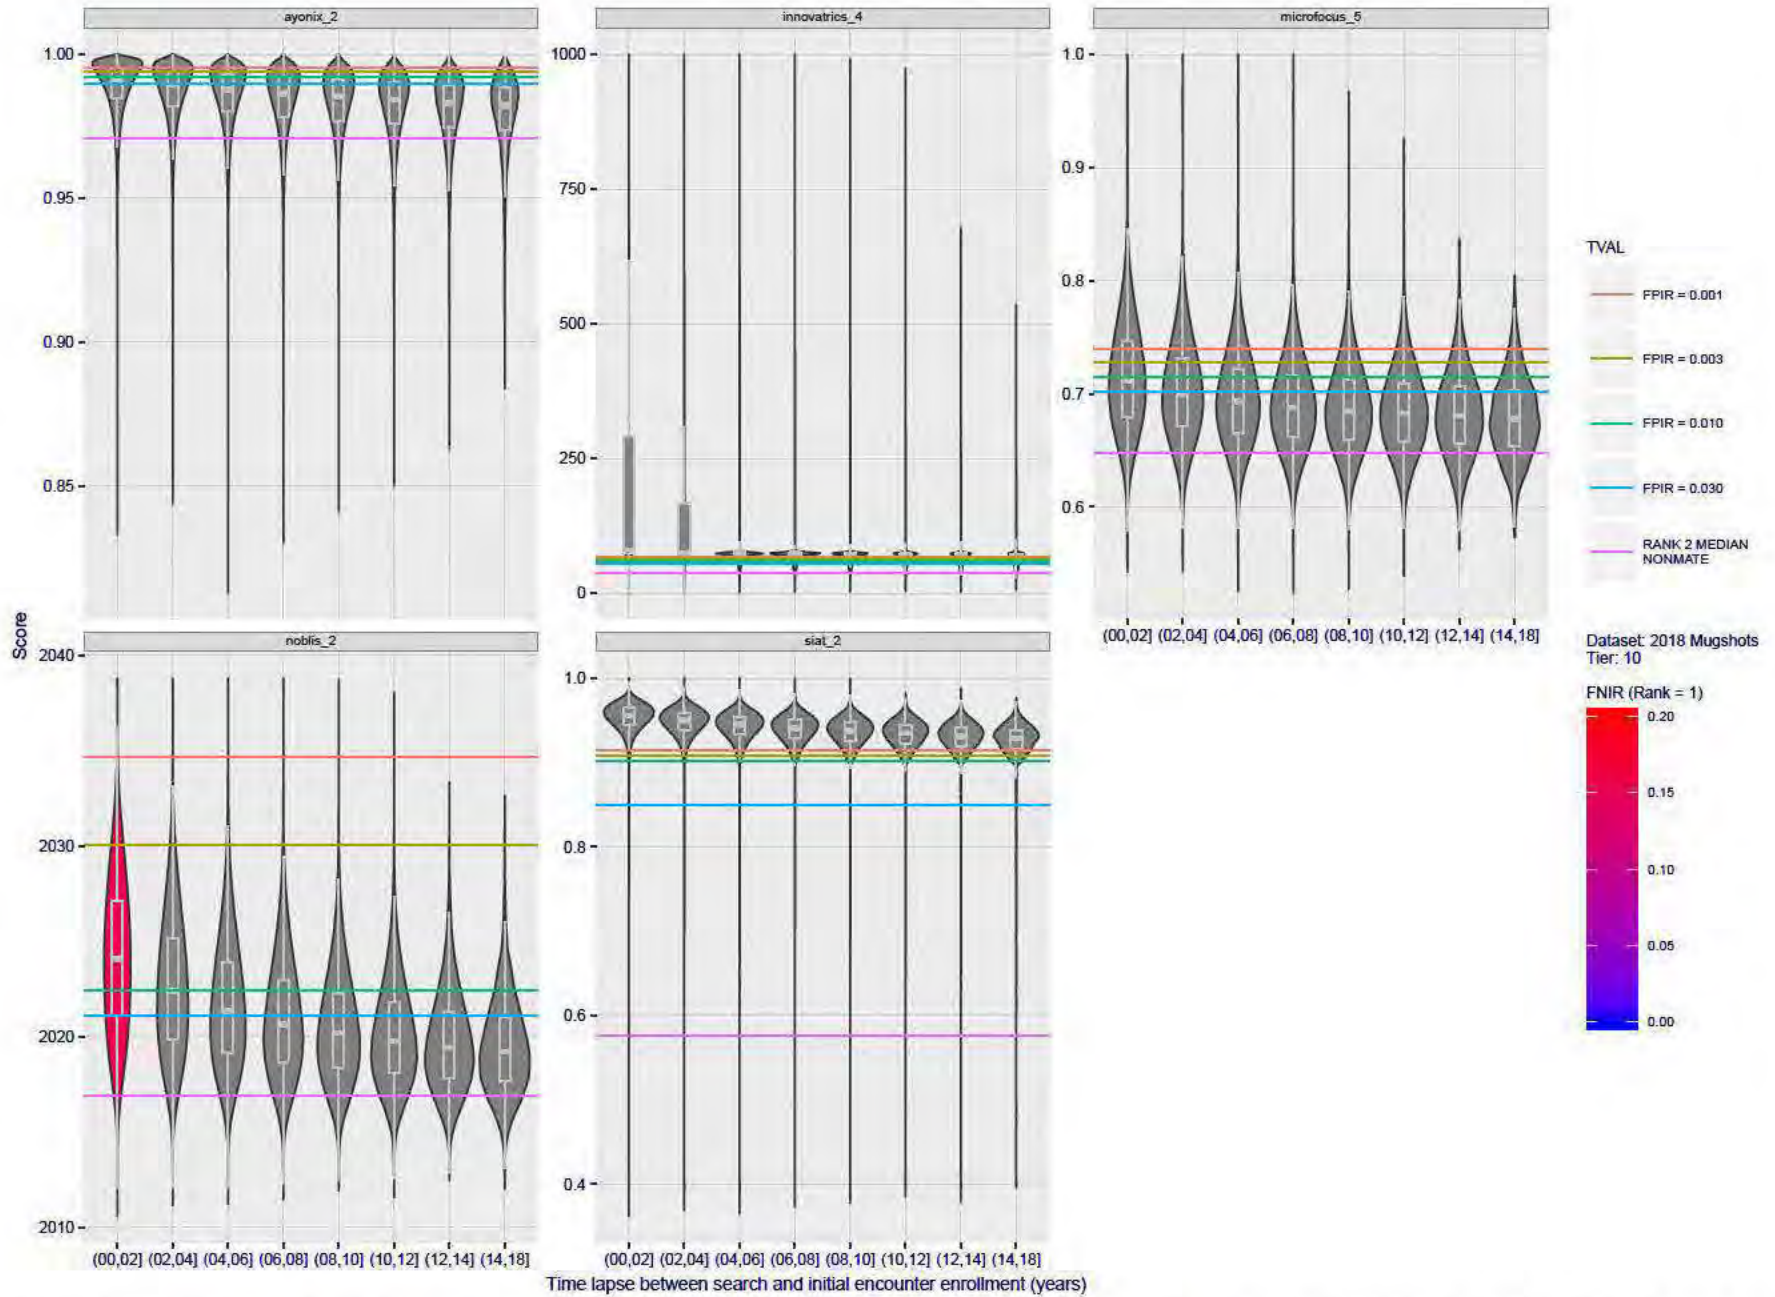 ayonix_2
innovatrics_4
microfocus_5
1.00
0.95
0.90
0.85
1000
750
500
250
0
1.0
0.9
0.8
0.7
0.6
(00,02] (02,04] (04,06] (06,08] (08,10] (10,12] (12,14] (14,18]
TVAL
FPIR = 0.001
FPIR = 0.003
FPIR = 0.010
FPIR = 0.030
RANK 2 MEDIAN
NONMATE
Dataset: 2018 Mugshots
Tier: 10
FNIR (Rank = 1)
0.20
0.15
0.10
0.05
0.00
Score
noblis_2
siat_2
2040
2030
2020
2010
1.0
0.8
0.6
0.4
(00,02] (02,04] (04,06] (06,08] (08,10] (10,12] (12,14] (14,18]
(00,02] (02,04] (04,06] (06,08] (08,10] (10,12] (12,14] (14,18]
Time lapse between search and initial encounter enrollment (years)